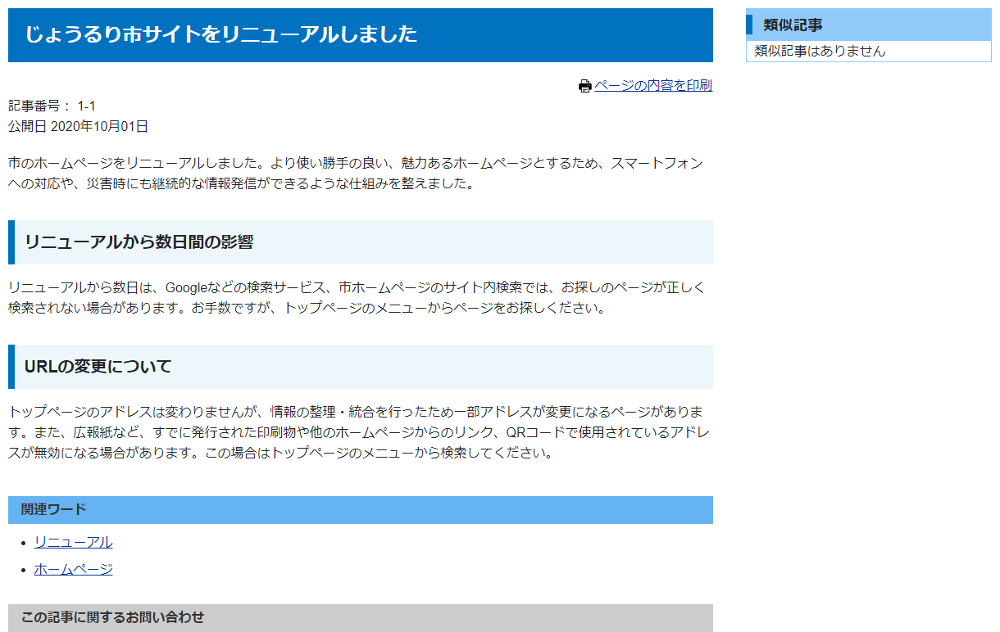 じょうるり市サイトをリニューアルしました
ページの内容を印刷
記事番号： 1-1
公開日 2020年10月01日
市のホームページをリニューアルしました。より使い勝手の良い、魅力あるホームページとするため、スマートフォン
への対応や、災害時にも継続的な情報発信ができるような仕組みを整えました。
リニューアルから数日間の影響
リニューアルから数日は、Googleなどの検索サービス、市ホームページのサイト内検索では、お探しのページが正しく
検索されない場合があります。お手数ですが、トップページのメニューからページをお探しください。
URLの変更について
トップページのアドレスは変わりませんが、情報の整理・統合を行ったため一部アドレスが変更になるページがありま
す。また、広報紙など、すでに発行された印刷物や他のホームページからのリンク、QRコードで使用されているアドレ
スが無効になる場合があります。この場合はトップページのメニューから検索してください。
関連ワード
• リニューアル
• ホームページ
この記事に関するお問い合わせ
類似記事
類似記事はありません